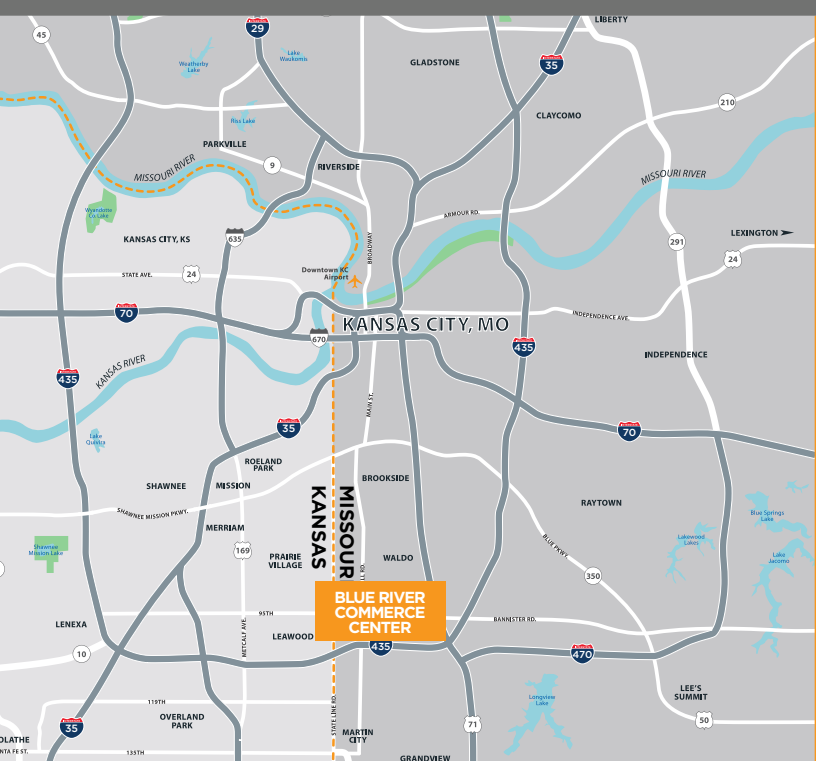 LIBERTY
29
45
Lake
Waukomis
Weatherby
Lake
GLADSTONE
35
210
CLAYCOMO
Riss Lake
PARKVILLE
MISSOURI RIVER
9
RIVERSIDE
MISSOURI RIVER
Wyandotte
Co. Lake
ARMOUR RD.
KANSAS CITY, KS
635
BROADWAY
291
LEXINGTON
24
STATE AVE.
24
Downtown KC
Airport
70
INDEPENDENCE AVE.
KANSAS CITY, MO
670
435
INDEPENDENCE
KANSAS RIVER
435
MAIN ST.
35
70
Lake
Quivira
ROELAND
PARK
SHAWNEE
MISSION
BROOKSIDE
RAYTOWN
KANSAS
MISSOUR
SHAWNEE MISSION PKWY.
MERRIAM
Blue Springs
Lake
Lakewood
Lakes
Shawnee
Mission Lake
169
PRAIRIE
VILLAGE
WALDO
BLUE PKWY.
Lake
Jacomo
LL RD.
350
BLUE RIVER
COMMERCE
CENTER
95TH
BANNISTER RD.
LENEXA
LEAWOOD
METCALF AVE.
435
10
470
LEE'S
SUMMIT
Longview
Lake
119TH
STATE LINE RD.
OVERLAND
PARK
35
71
50
MARTIN
CITY
OLATHE
NTA FE ST.
135TH
GRANDVIEW